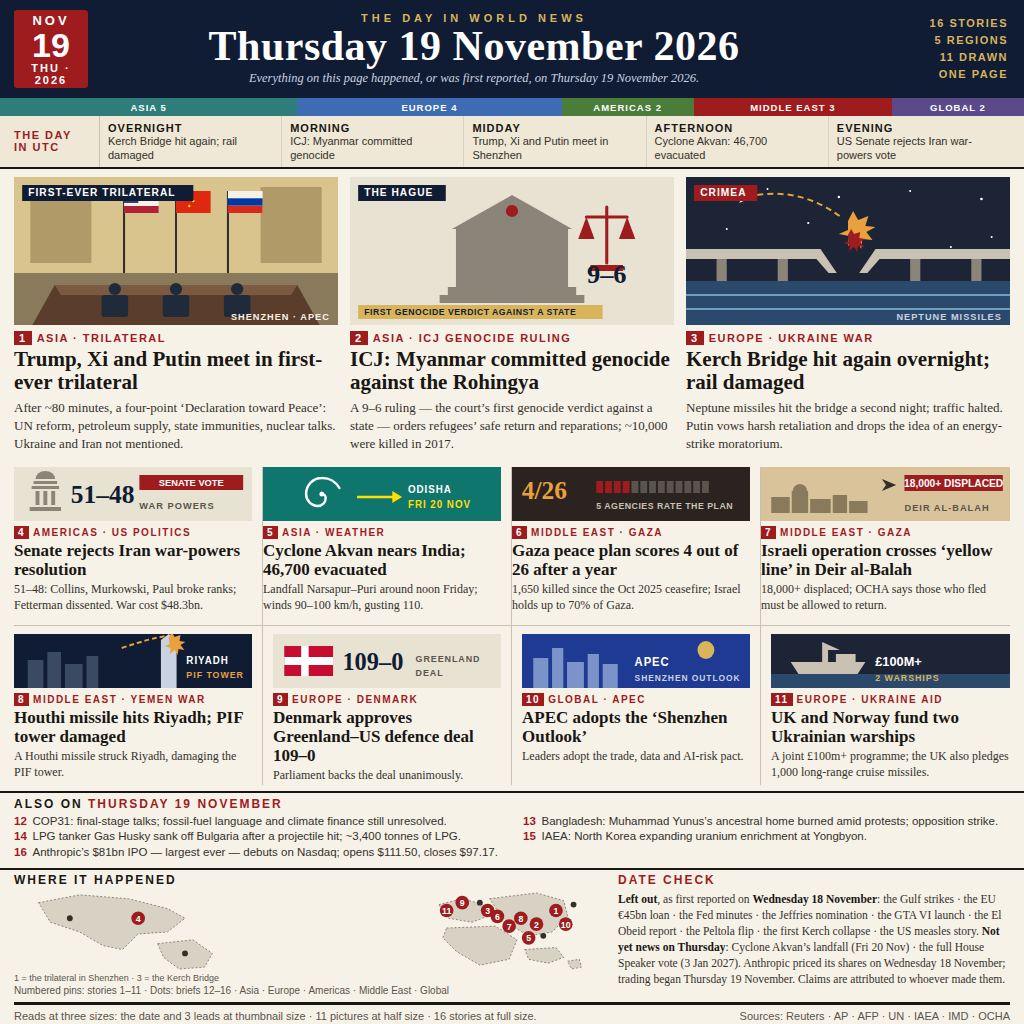 NOV
19
THU ·
2026
THE DAY IN WORLD NEWS
Thursday 19 November 2026
Everything on this page happened, or was first reported, on Thursday 19 November 2026.
16 STORIES
5 REGIONS
11 DRAWN
ONE PAGE
ASIA 5
EUROPE 4
AMERICAS 2
MIDDLE EAST 3
GLOBAL 2
THE DAY
IN UTC
OVERNIGHT
Kerch Bridge hit again; rail
damaged
MORNING
ICJ: Myanmar committed
genocide
MIDDAY
Trump, Xi and Putin meet in
Shenzhen
AFTERNOON
Cyclone Akvan: 46,700
evacuated
EVENING
US Senate rejects Iran war-
powers vote
FIRST-EVER TRILATERAL
SHENZHEN · APEC
1 ASIA · TRILATERAL
Trump, Xi and Putin meet in first-
ever trilateral
After ~80 minutes, a four-point ‘Declaration toward Peace’:
UN reform, petroleum supply, state immunities, nuclear talks.
Ukraine and Iran not mentioned.
THE HAGUE
9–6
FIRST GENOCIDE VERDICT AGAINST A STATE
2 ASIA · ICJ GENOCIDE RULING
ICJ: Myanmar committed genocide
against the Rohingya
A 9–6 ruling — the court’s first genocide verdict against a
state — orders refugees’ safe return and reparations; ~10,000
were killed in 2017.
CRIMEA
NEPTUNE MISSILES
3 EUROPE · UKRAINE WAR
Kerch Bridge hit again overnight;
rail damaged
Neptune missiles hit the bridge a second night; traffic halted.
Putin vows harsh retaliation and drops the idea of an energy-
strike moratorium.
51–48
SENATE VOTE
WAR POWERS
4 AMERICAS · US POLITICS
Senate rejects Iran war-powers
resolution
51–48: Collins, Murkowski, Paul broke ranks;
Fetterman dissented. War cost $48.3bn.
ODISHA
FRI 20 NOV
5 ASIA · WEATHER
Cyclone Akvan nears India;
46,700 evacuated
Landfall Narsapur–Puri around noon Friday;
winds 90–100 km/h, gusting 110.
4/26
5 AGENCIES RATE THE PLAN
6 MIDDLE EAST · GAZA
Gaza peace plan scores 4 out of
26 after a year
1,650 killed since the Oct 2025 ceasefire; Israel
holds up to 70% of Gaza.
18,000+ DISPLACED
DEIR AL-BALAH
7 MIDDLE EAST · GAZA
Israeli operation crosses ‘yellow
line’ in Deir al-Balah
18,000+ displaced; OCHA says those who fled
must be allowed to return.
RIYADH
PIF TOWER
8 MIDDLE EAST · YEMEN WAR
Houthi missile hits Riyadh; PIF
tower damaged
A Houthi missile struck Riyadh, damaging the
PIF tower.
109–0
GREENLAND
DEAL
9 EUROPE · DENMARK
Denmark approves
Greenland–US defence deal
109–0
Parliament backs the deal unanimously.
APEC
SHENZHEN OUTLOOK
10 GLOBAL · APEC
APEC adopts the ‘Shenzhen
Outlook’
Leaders adopt the trade, data and AI-risk pact.
£100M+
2 WARSHIPS
11 EUROPE · UKRAINE AID
UK and Norway fund two
Ukrainian warships
A joint £100m+ programme; the UK also pledges
1,000 long-range cruise missiles.
ALSO ON THURSDAY 19 NOVEMBER
12 COP31: final-stage talks; fossil-fuel language and climate finance still unresolved.
13 Bangladesh: Muhammad Yunus’s ancestral home burned amid protests; opposition strike.
14 LPG tanker Gas Husky sank off Bulgaria after a projectile hit; ~3,400 tonnes of LPG.
15 IAEA: North Korea expanding uranium enrichment at Yongbyon.
16 Anthropic’s $81bn IPO — largest ever — debuts on Nasdaq; opens $111.50, closes $97.17.
WHERE IT HAPPENED
4
11
9
3
6
7
8
2
5
1
10
1 = the trilateral in Shenzhen · 3 = the Kerch Bridge
Numbered pins: stories 1–11 · Dots: briefs 12–16 · Asia · Europe · Americas · Middle East · Global
DATE CHECK
Left out, as first reported on Wednesday 18 November: the Gulf strikes · the EU
€45bn loan · the Fed minutes · the Jeffries nomination · the GTA VI launch · the El
Obeid report · the Peltola flip · the first Kerch collapse · the US measles story. Not
yet news on Thursday: Cyclone Akvan’s landfall (Fri 20 Nov) · the full House
Speaker vote (3 Jan 2027). Anthropic priced its shares on Wednesday 18 November;
trading began Thursday 19 November. Claims are attributed to whoever made them.
Reads at three sizes: the date and 3 leads at thumbnail size · 11 pictures at half size · 16 stories at full size.
Sources: Reuters · AP · AFP · UN · IAEA · IMD · OCHA